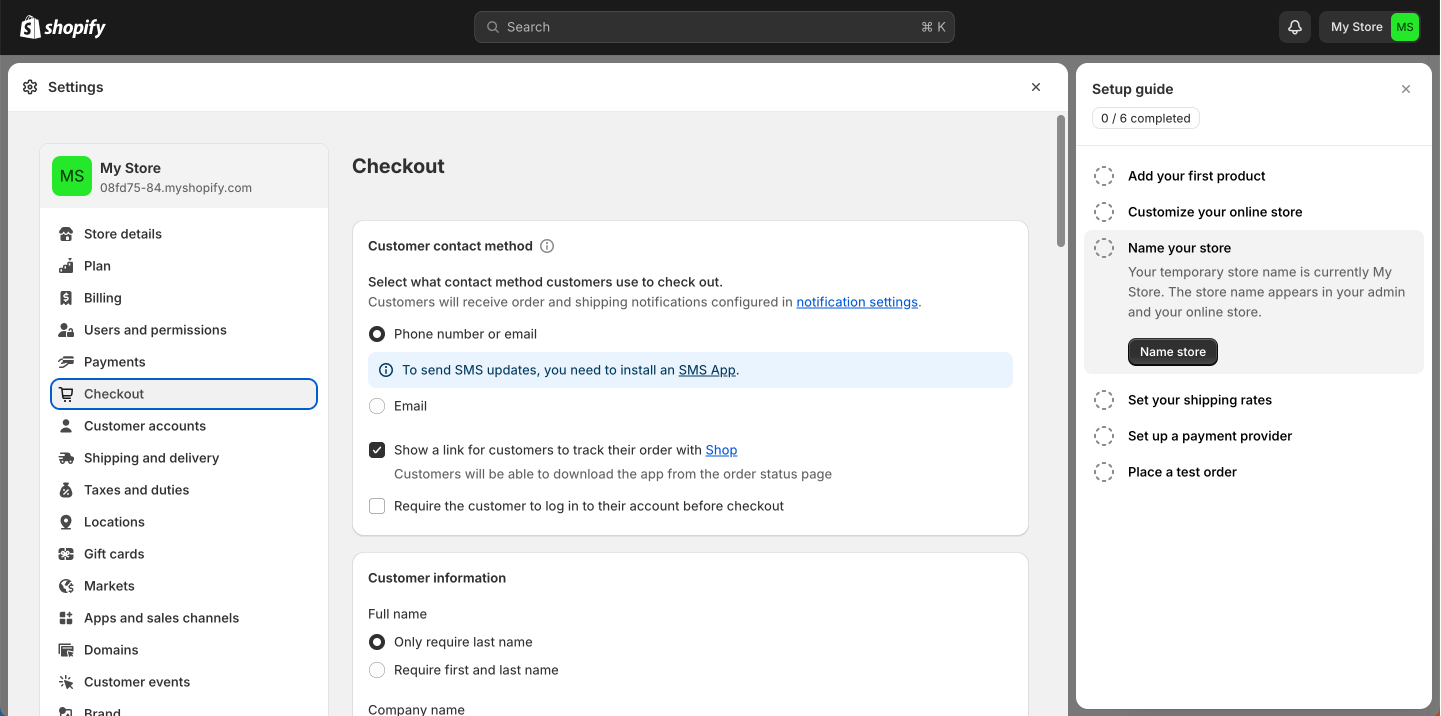 shopify
Search
⌘ K
My Store
MS
Settings
MS
My Store
08fd75-84.myshopify.com
Store details
Plan
Billing
Users and permissions
Payments
Checkout
Customer accounts
Shipping and delivery
Taxes and duties
Locations
Gift cards
Markets
Apps and sales channels
Domains
Customer events
Brand
Checkout
Customer contact method
Select what contact method customers use to check out.
Customers will receive order and shipping notifications configured in notification settings.
Phone number or email
To send SMS updates, you need to install an SMS App.
Email
Show a link for customers to track their order with Shop
Customers will be able to download the app from the order status page
Require the customer to log in to their account before checkout
Customer information
Full name
Only require last name
Require first and last name
Company name
Setup guide
0 / 6 completed
Add your first product
Customize your online store
Name your store
Your temporary store name is currently My
Store. The store name appears in your admin
and your online store.
Name store
Set your shipping rates
Set up a payment provider
Place a test order